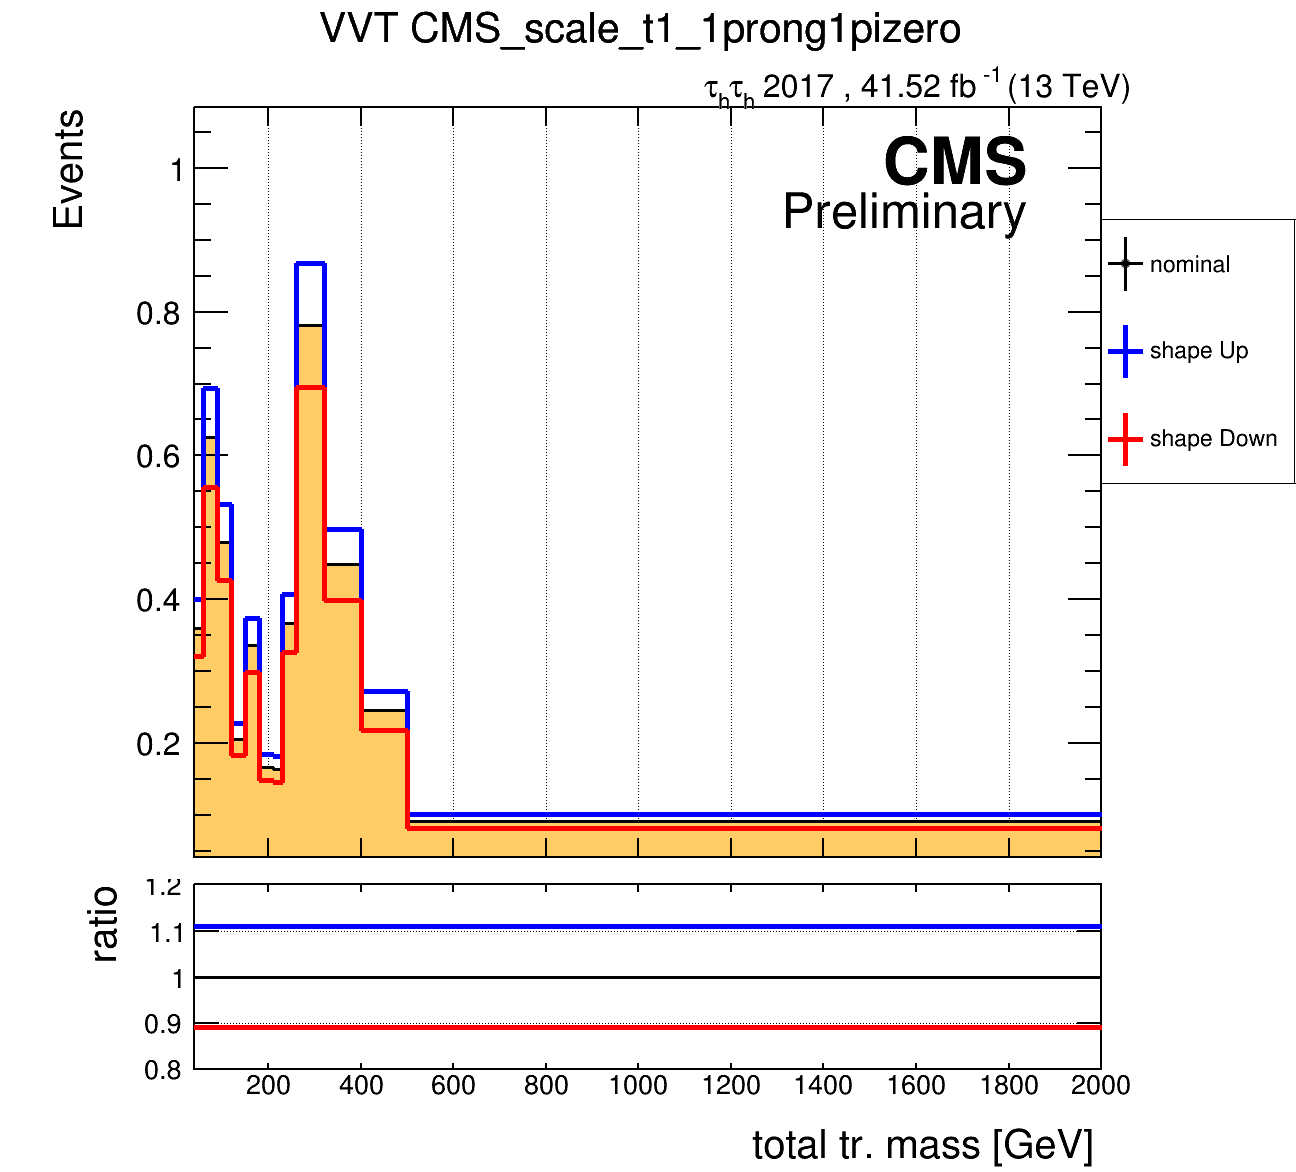 VVT CMS_scale_t1_1prong1pizero
τhτh 2017 , 41.52 fb -1 (13 TeV)
Events
CMS
Preliminary
1
0.8
0.6
0.4
0.2
nominal
shape Up
shape Down
ratio
1.2
1.1
1
0.9
0.8
200 400 600 800 1000 1200 1400 1600 1800 2000
total tr. mass [GeV]